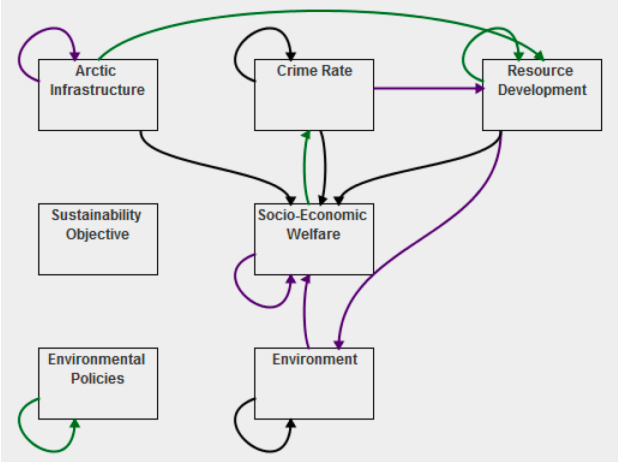 Arctic
Infrastructure
Crime Rate
Resource
Development
Sustainability
Objective
Socio-Economic
Welfare
Environmental
Policies
Environment